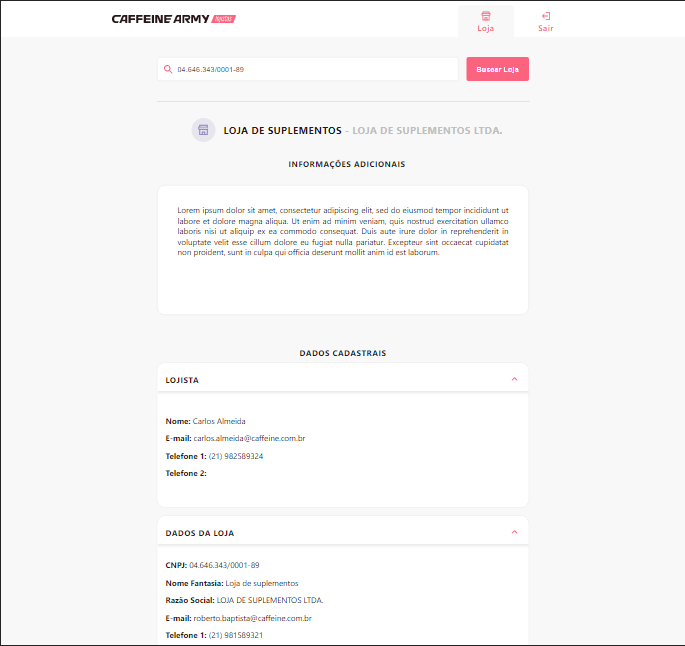 CAFFEINE ARMY lojista
Loja
Sair
04.646.343/0001-89
Buscar Loja
LOJA DE SUPLEMENTOS - LOJA DE SUPLEMENTOS LTDA.
INFORMAÇÕES ADICIONAIS
Lorem ipsum dolor sit amet, consectetur adipiscing elit, sed do eiusmod tempor incididunt ut
labore et dolore magna aliqua. Ut enim ad minim veniam, quis nostrud exercitation ullamco
laboris nisi ut aliquip ex ea commodo consequat. Duis aute irure dolor in reprehenderit in
voluptate velit esse cillum dolore eu fugiat nulla pariatur. Excepteur sint occaecat cupidatat
non proident, sunt in culpa qui officia deserunt mollit anim id est laborum.
DADOS CADASTRAIS
LOJISTA
Nome: Carlos Almeida
E-mail: carlos.almeida@caffeine.com.br
Telefone 1: (21) 982589324
Telefone 2:
DADOS DA LOJA
CNPJ: 04.646.343/0001-89
Nome Fantasia: Loja de suplementos
Razão Social: LOJA DE SUPLEMENTOS LTDA.
E-mail: roberto.baptista@caffeine.com.br
Telefone 1: (21) 981589321